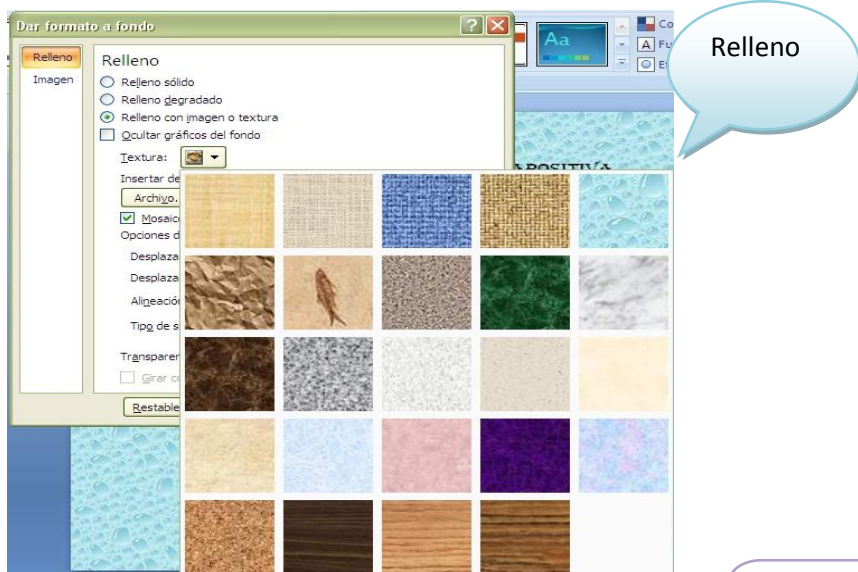 Dar formato a fondo
Relleno
Imagen
Relleno
Relleno sólido
Relleno degradado
Relleno con imagen o textura
Ocultar gráficos del fondo
Textura:
Insertar de
Archivo.
Mosaico
Opciones d
Desplaza
Desplaza
Alineación
Tipo de s
Transparen
Girar co
Restable
Aa
Co
A Fu
Ef
APOSITIVA
Relleno